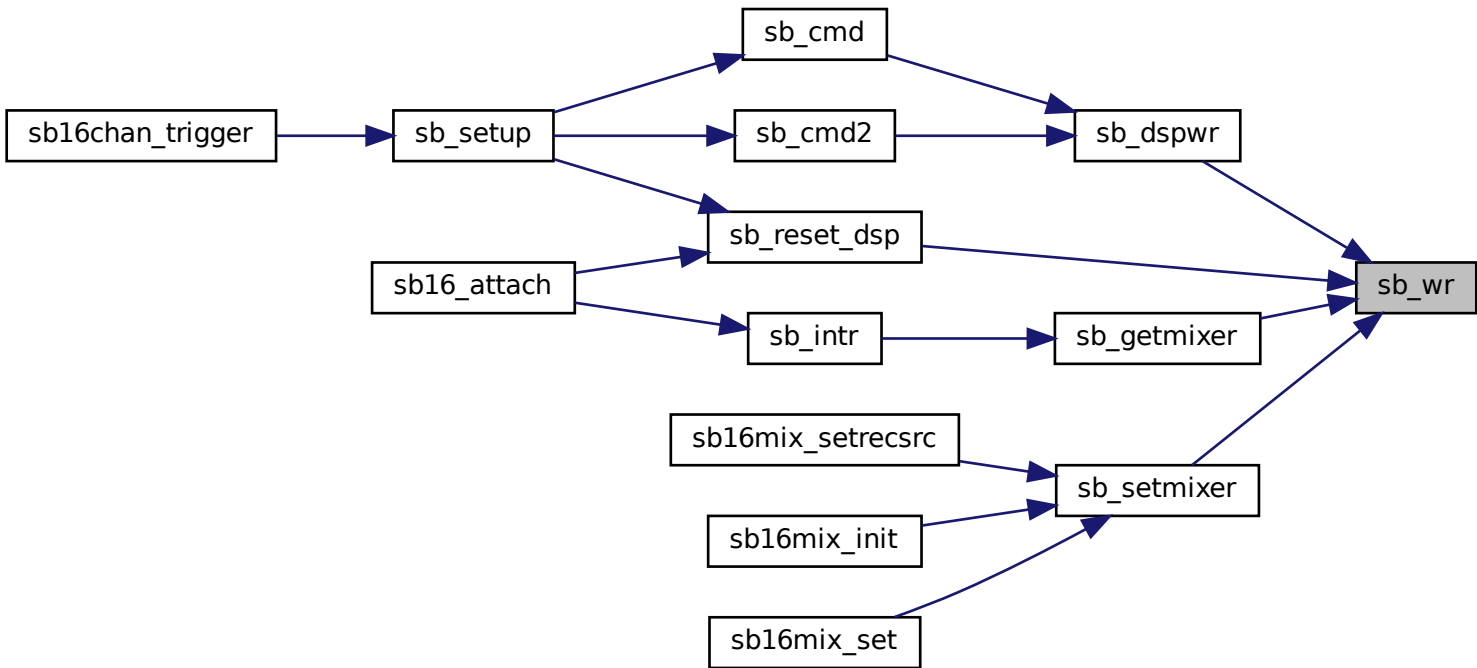 sb_cmd
sb16chan_trigger
sb_setup
sb_cmd2
sb_dspwr
sb_reset_dsp
sb16_attach
sb_wr
sb_intr
sb_getmixer
sb16mix_setrecsrc
sb_setmixer
sb16mix_init
sb16mix_set